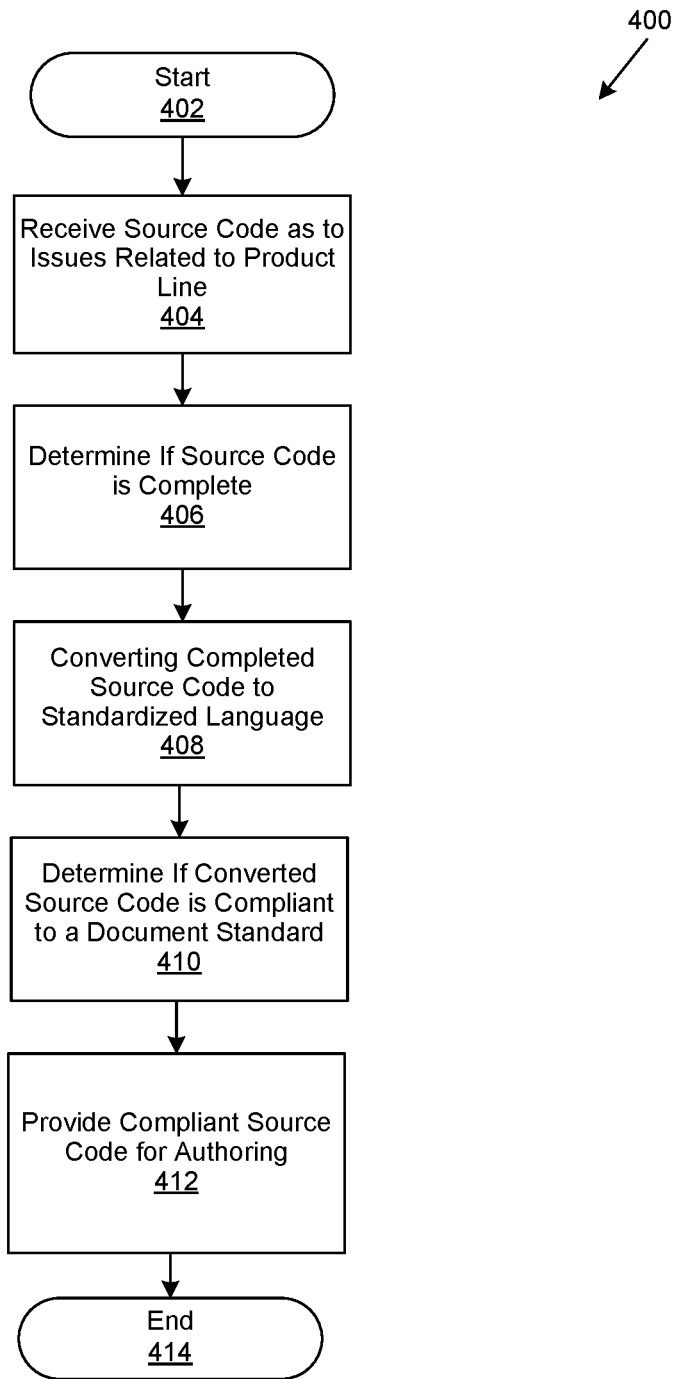 400
Start
402
Receive Source Code as to
Issues Related to Product
Line
404
Determine If Source Code
is Complete
406
Converting Completed
Source Code to
Standardized Language
408
Determine If Converted
Source Code is Compliant
to a Document Standard
410
Provide Compliant Source
Code for Authoring
412
End
414